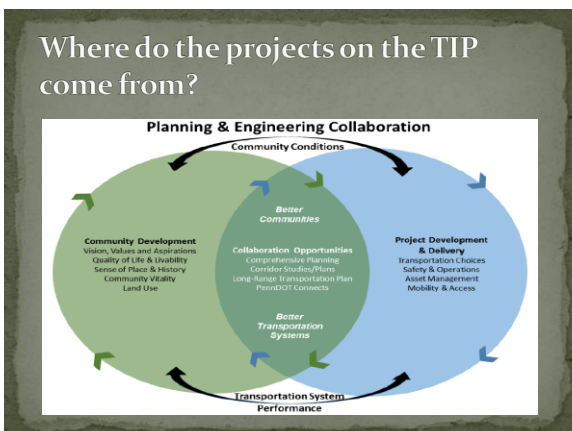 Where do the projects on the TIP
come from?
Planning & Engineering Collaboration
Community Conditions
Better
Communities
Community Development
Vision, Values and Aspirations
Quality of Life & Livability
Sense of Place & History
Community Vitality
Land Use
Collaboration Opportunities
Comprehensive Planning
Corridor Studies/Plans
Long-Range Transportation Plan
PennDOT Connects
Project Development
& Delivery
Transportation Choices
Safety & Operations
Asset Management
Mobility & Access
Better
Transportation
Systems
Transportation System
Performance